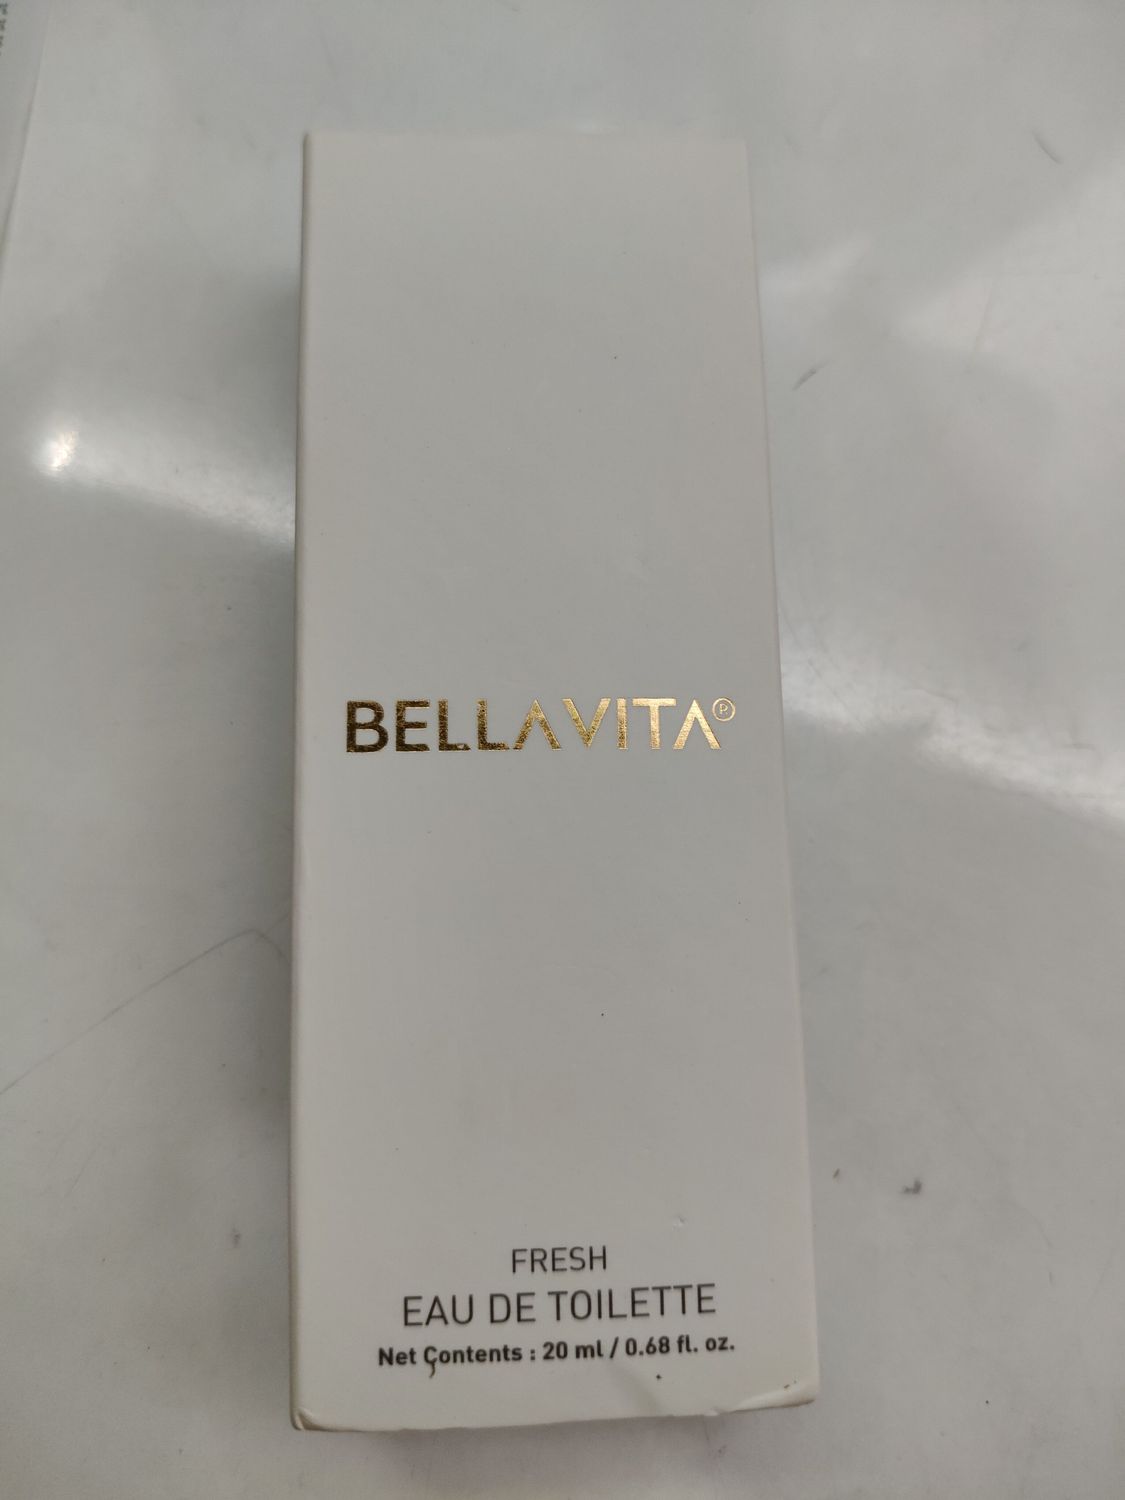 BELLAVITA Ⓟ
FRESH
EAU DE TOILETTE
Net Contents : 20 ml / 0.68 fl. oz.